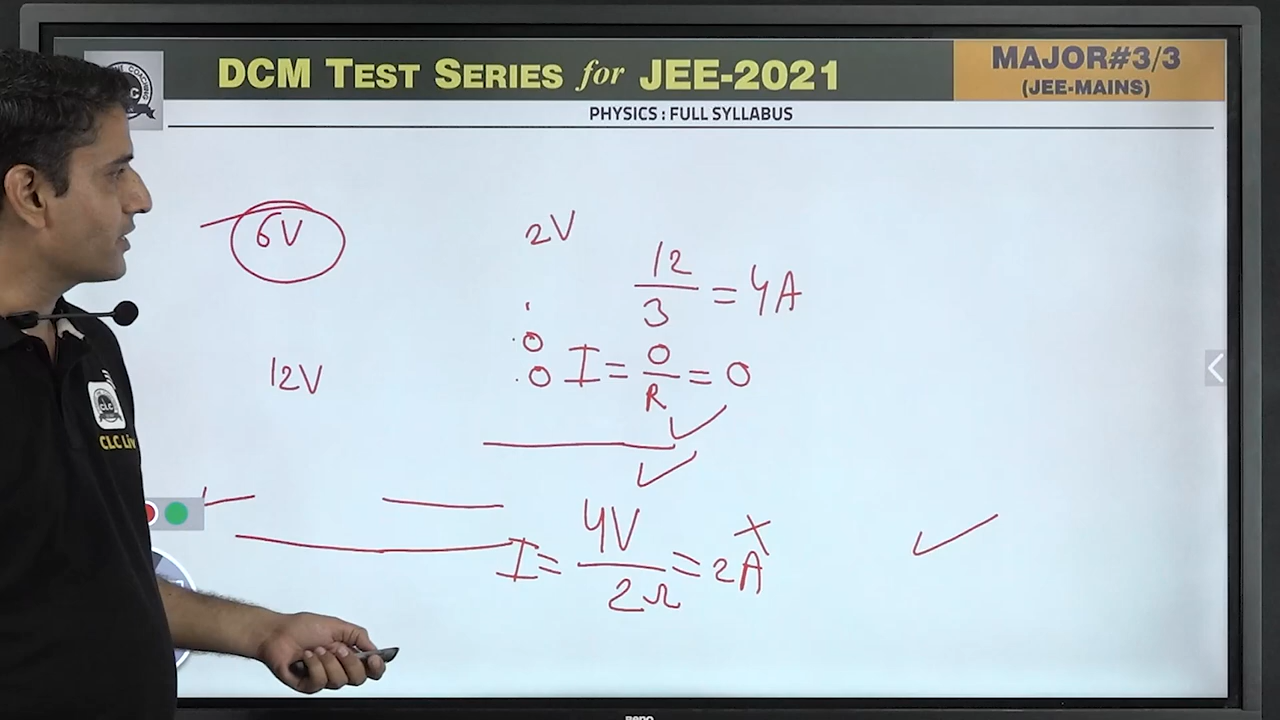 DCM TEST SERIES for JEE-2021
MAJOR#3/3
(JEE-MAINS)
PHYSICS : FULL SYLLABUS
6V
2V
12/3 = 4A
12V
0
0 I = 0/R = 0
I = 4V/2Ω = 2A
CLC Liv